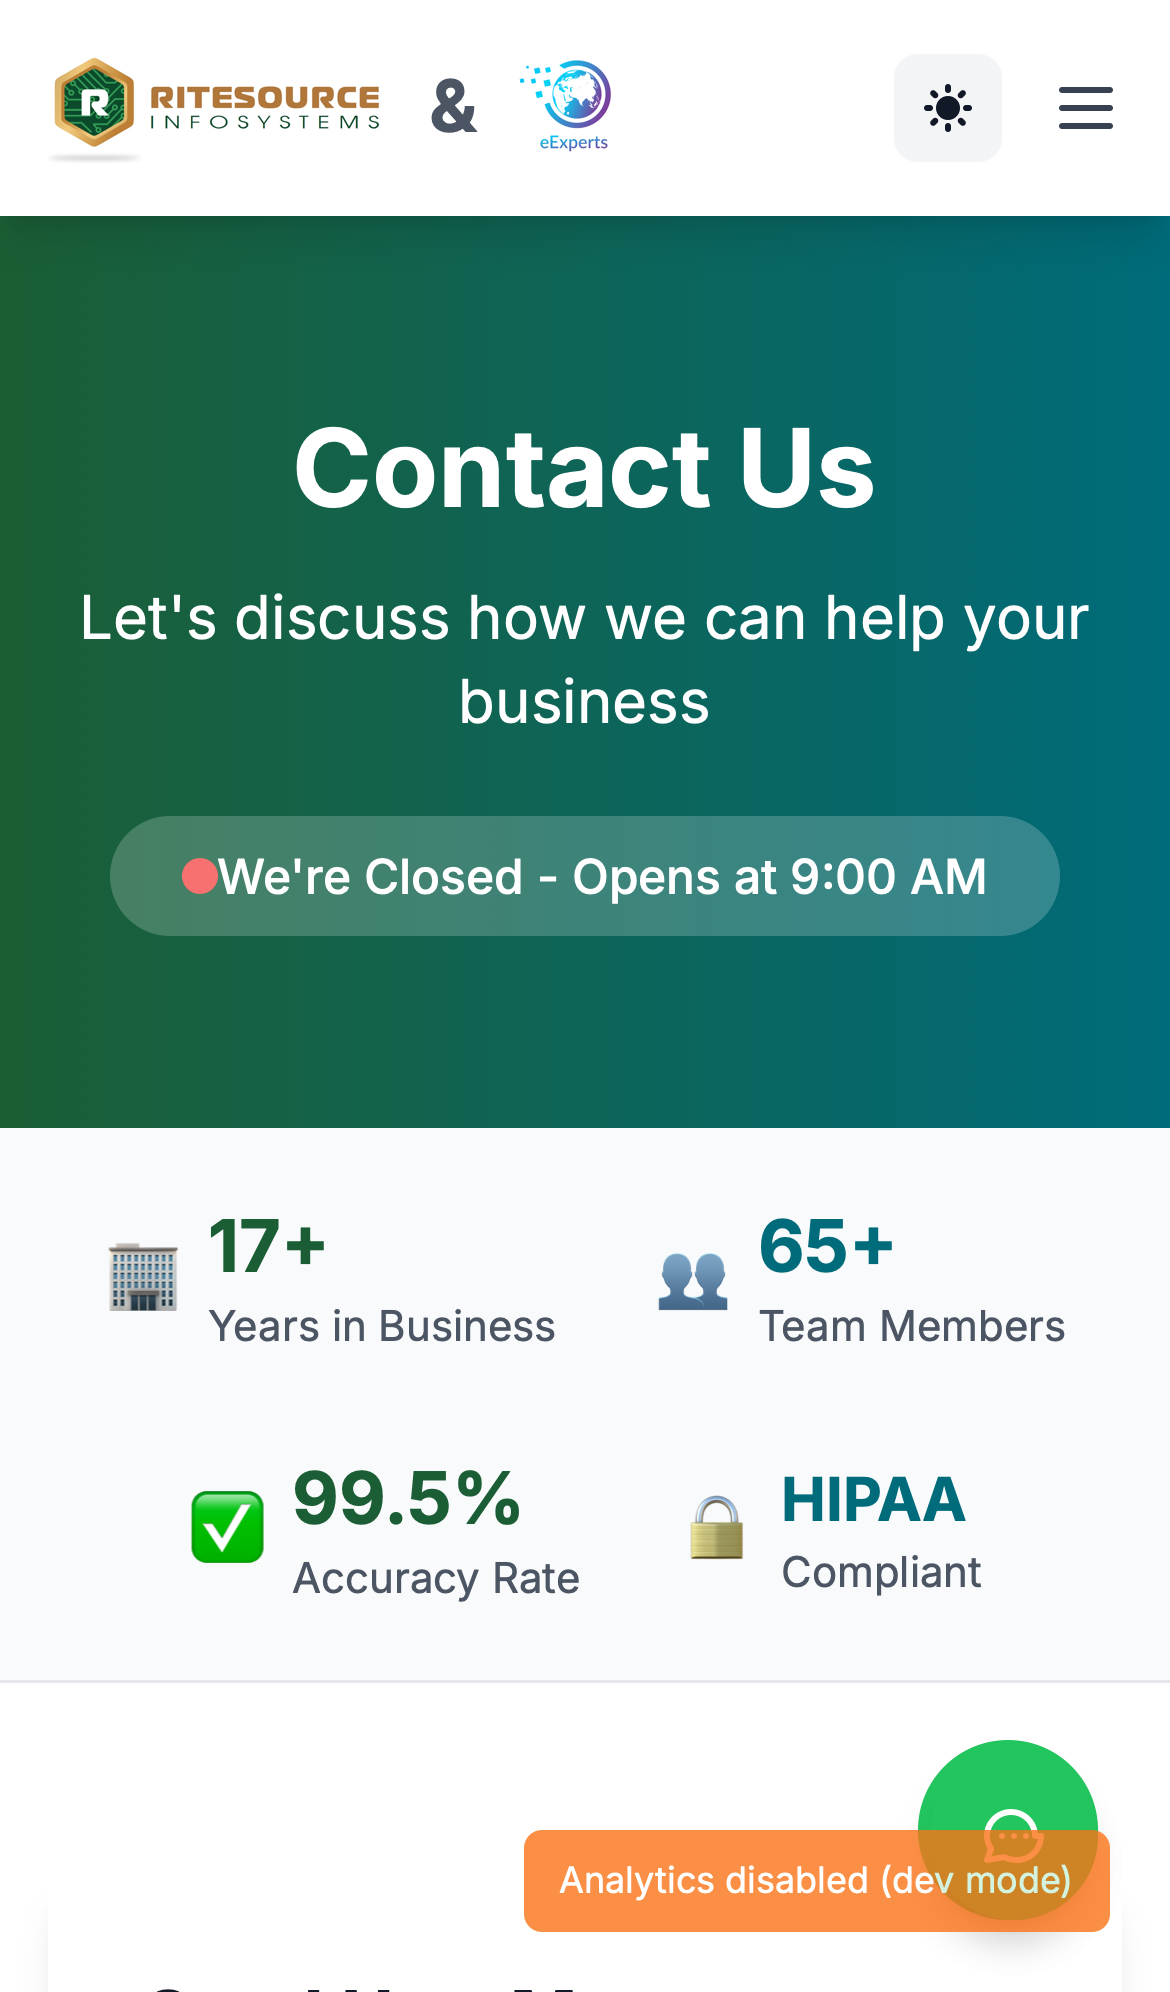 RITESOURCE
INFOSYSTEMS
&
eExperts
Contact Us
Let's discuss how we can help your
business
We're Closed - Opens at 9:00 AM
17+
Years in Business
65+
Team Members
99.5%
Accuracy Rate
HIPAA
Compliant
Analytics disabled (dev mode)